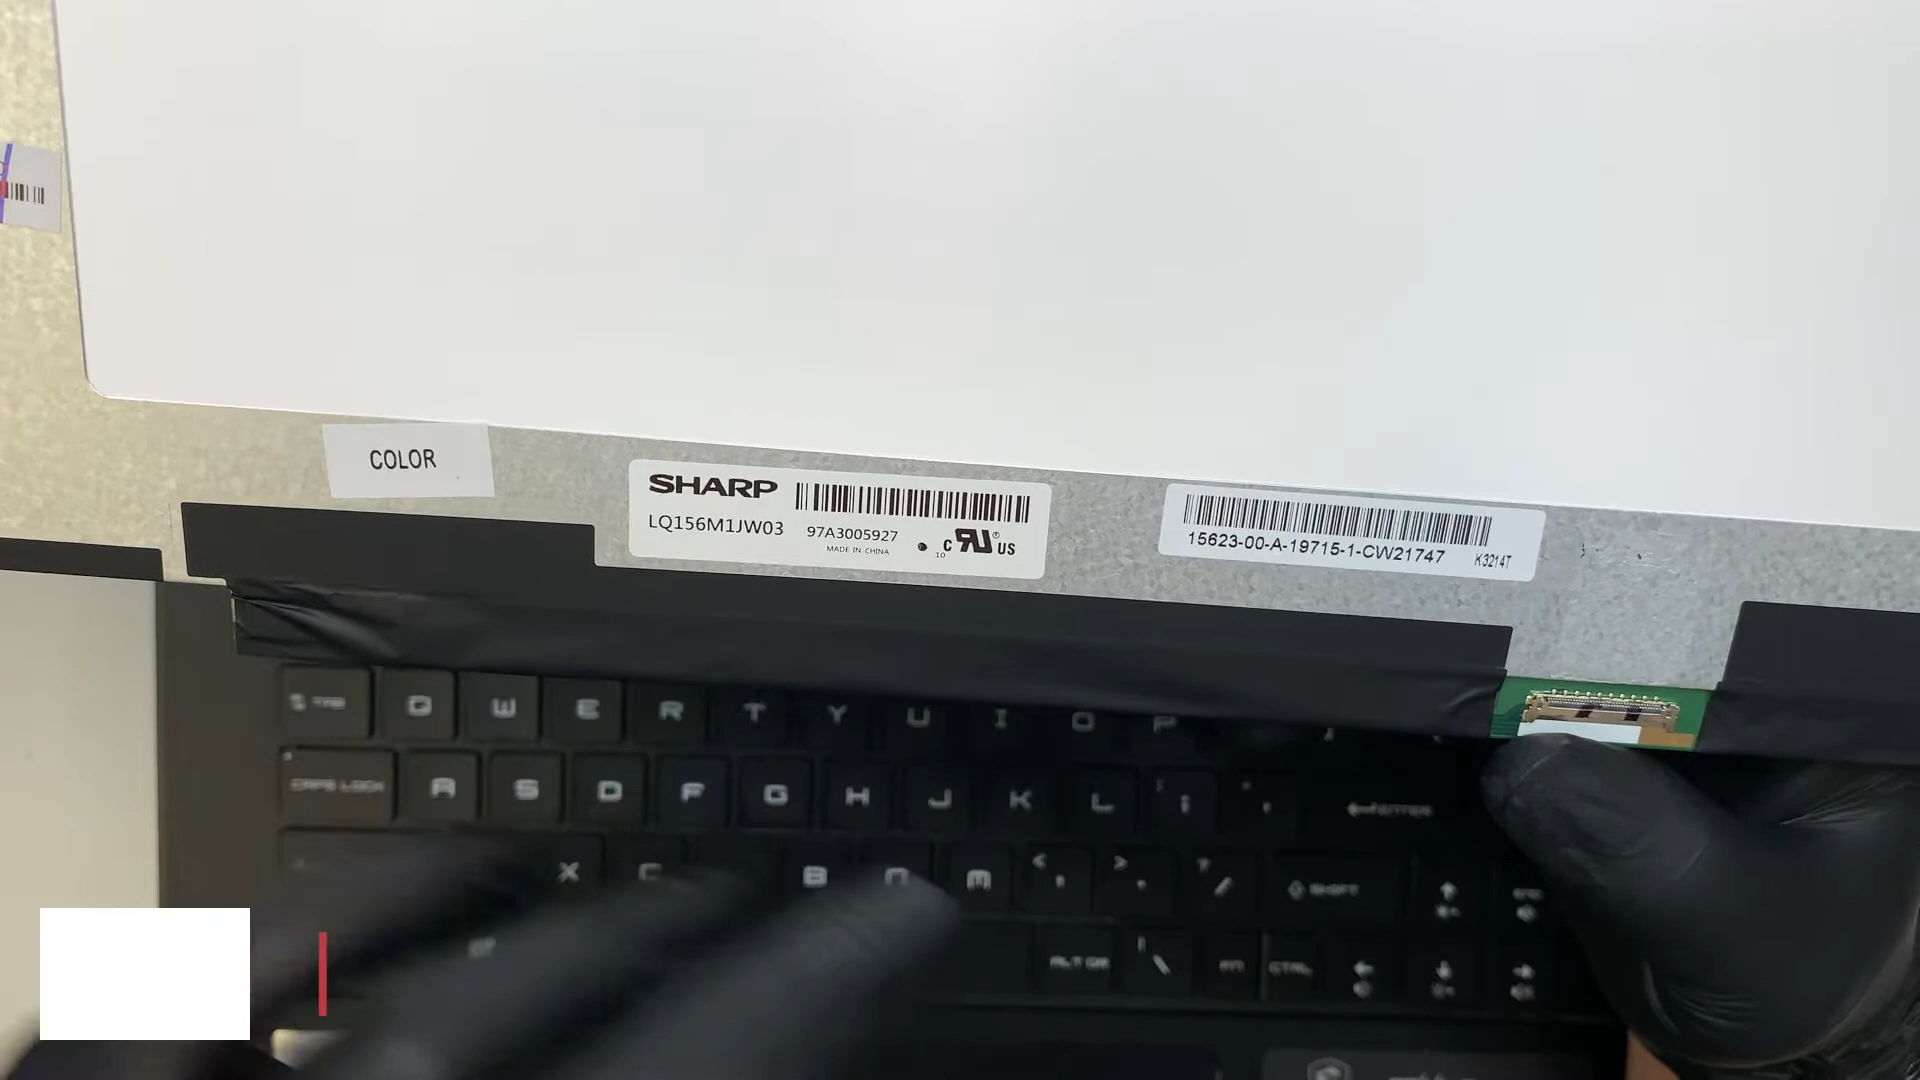 COLOR
SHARP
LQ156M1JW03 97A3005927
MADE IN CHINA
10
C US
15623-00-A-19715-1-CW21747 K3214T
TAB Q W E R T Y U I O P
CAPS LOCK A S D F G H J K L ENTER
X C B N M < , > . ? / SHIFT
ALT GR | \ FN CTRL